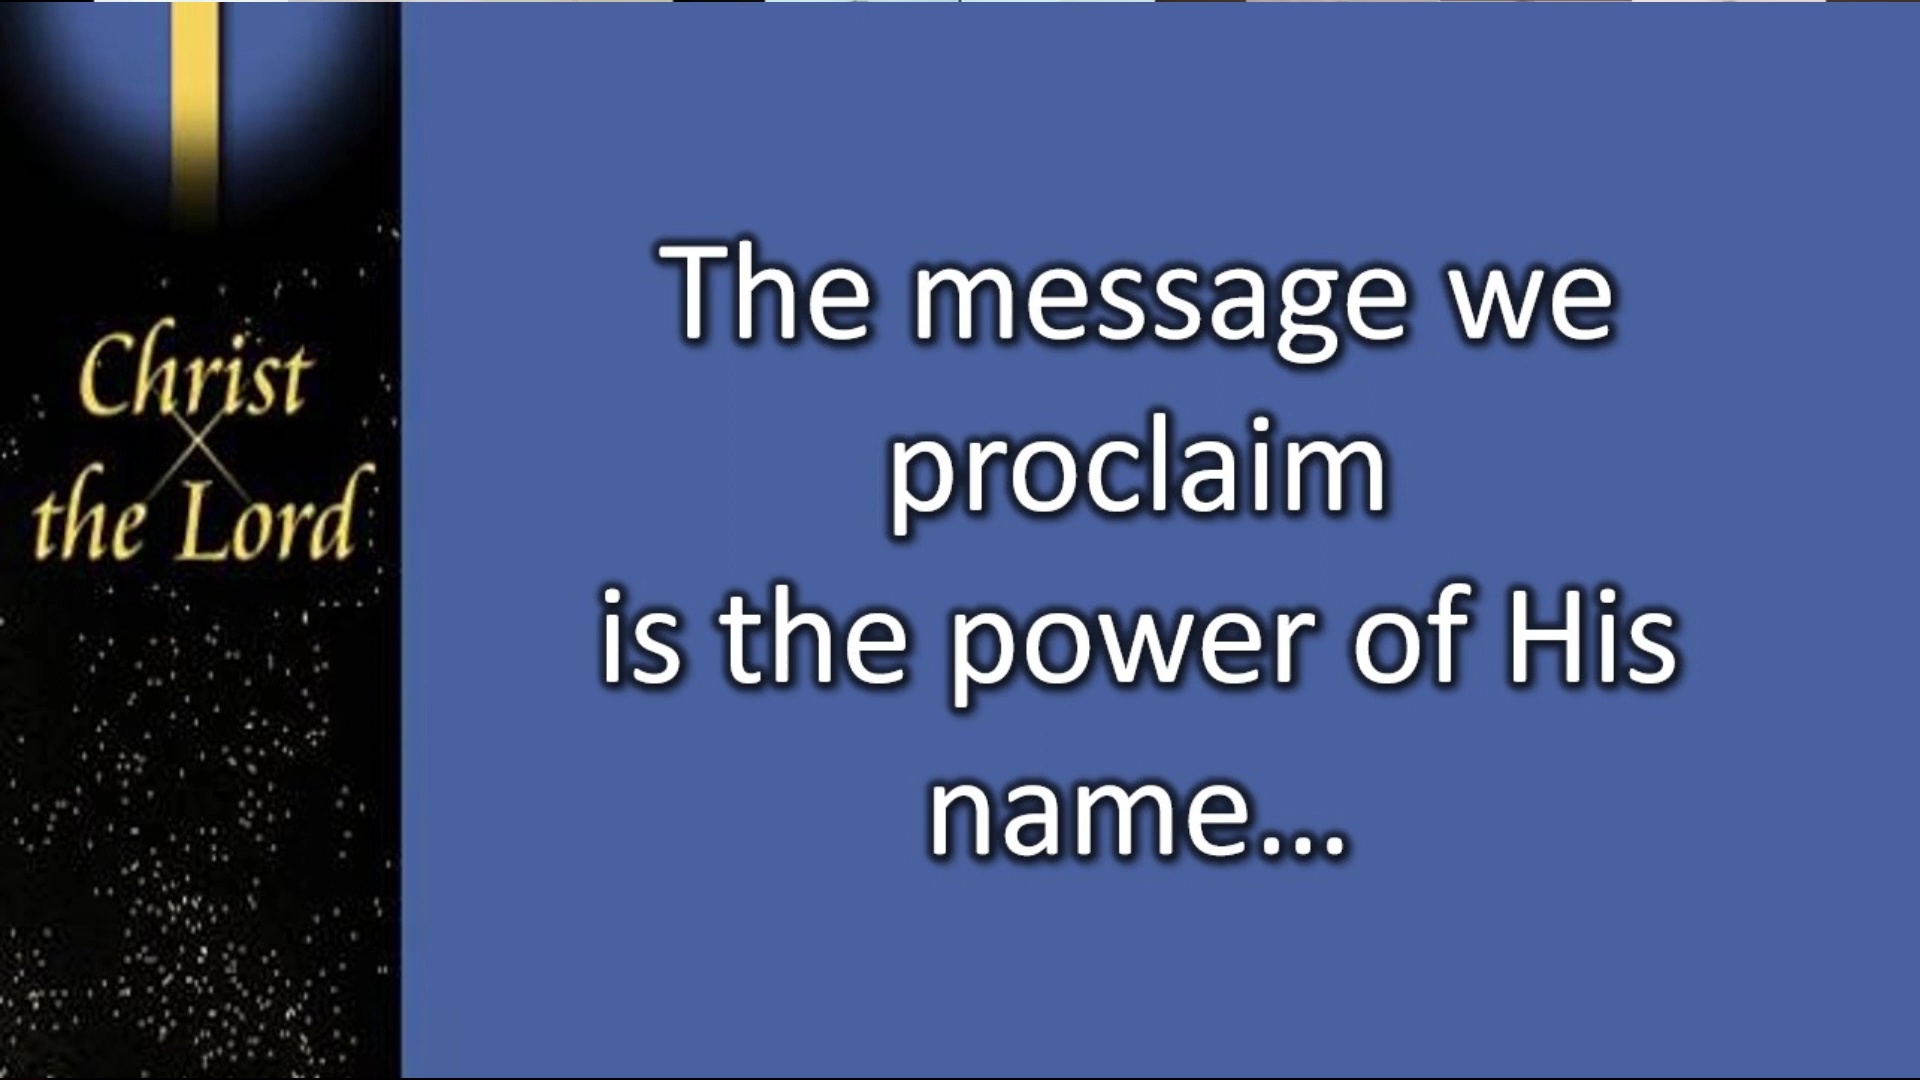 Christ
the Lord
The message we
proclaim
is the power of His
name...